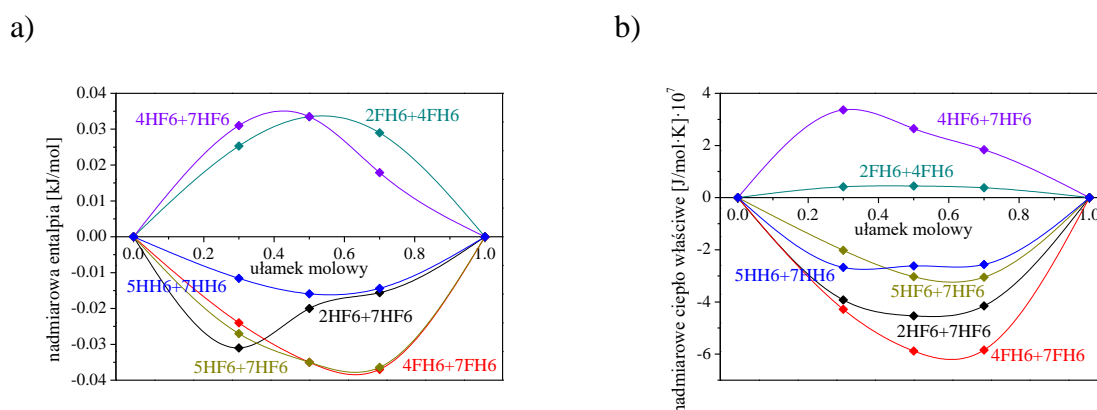 a)
b)
nadmiarowa entalpia [kJ/mol]
0.04
0.03
0.02
0.01
0.00
-0.01
-0.02
-0.03
-0.04
0.0 0.2 0.4 0.6 0.8 1.0
ułamek molowy
4HF6+7HF6
2FH6+4FH6
5HH6+7HH6
2HF6+7HF6
5HF6+7HF6
4FH6+7FH6
nadmiarowe ciepło właściwe [J/mol·K]·10⁷
4
2
0
-2
-4
-6
0.0 0.2 0.4 0.6 0.8 1.0
ułamek molowy
4HF6+7HF6
2FH6+4FH6
5HH6+7HH6
5HF6+7HF6
2HF6+7HF6
4FH6+7FH6